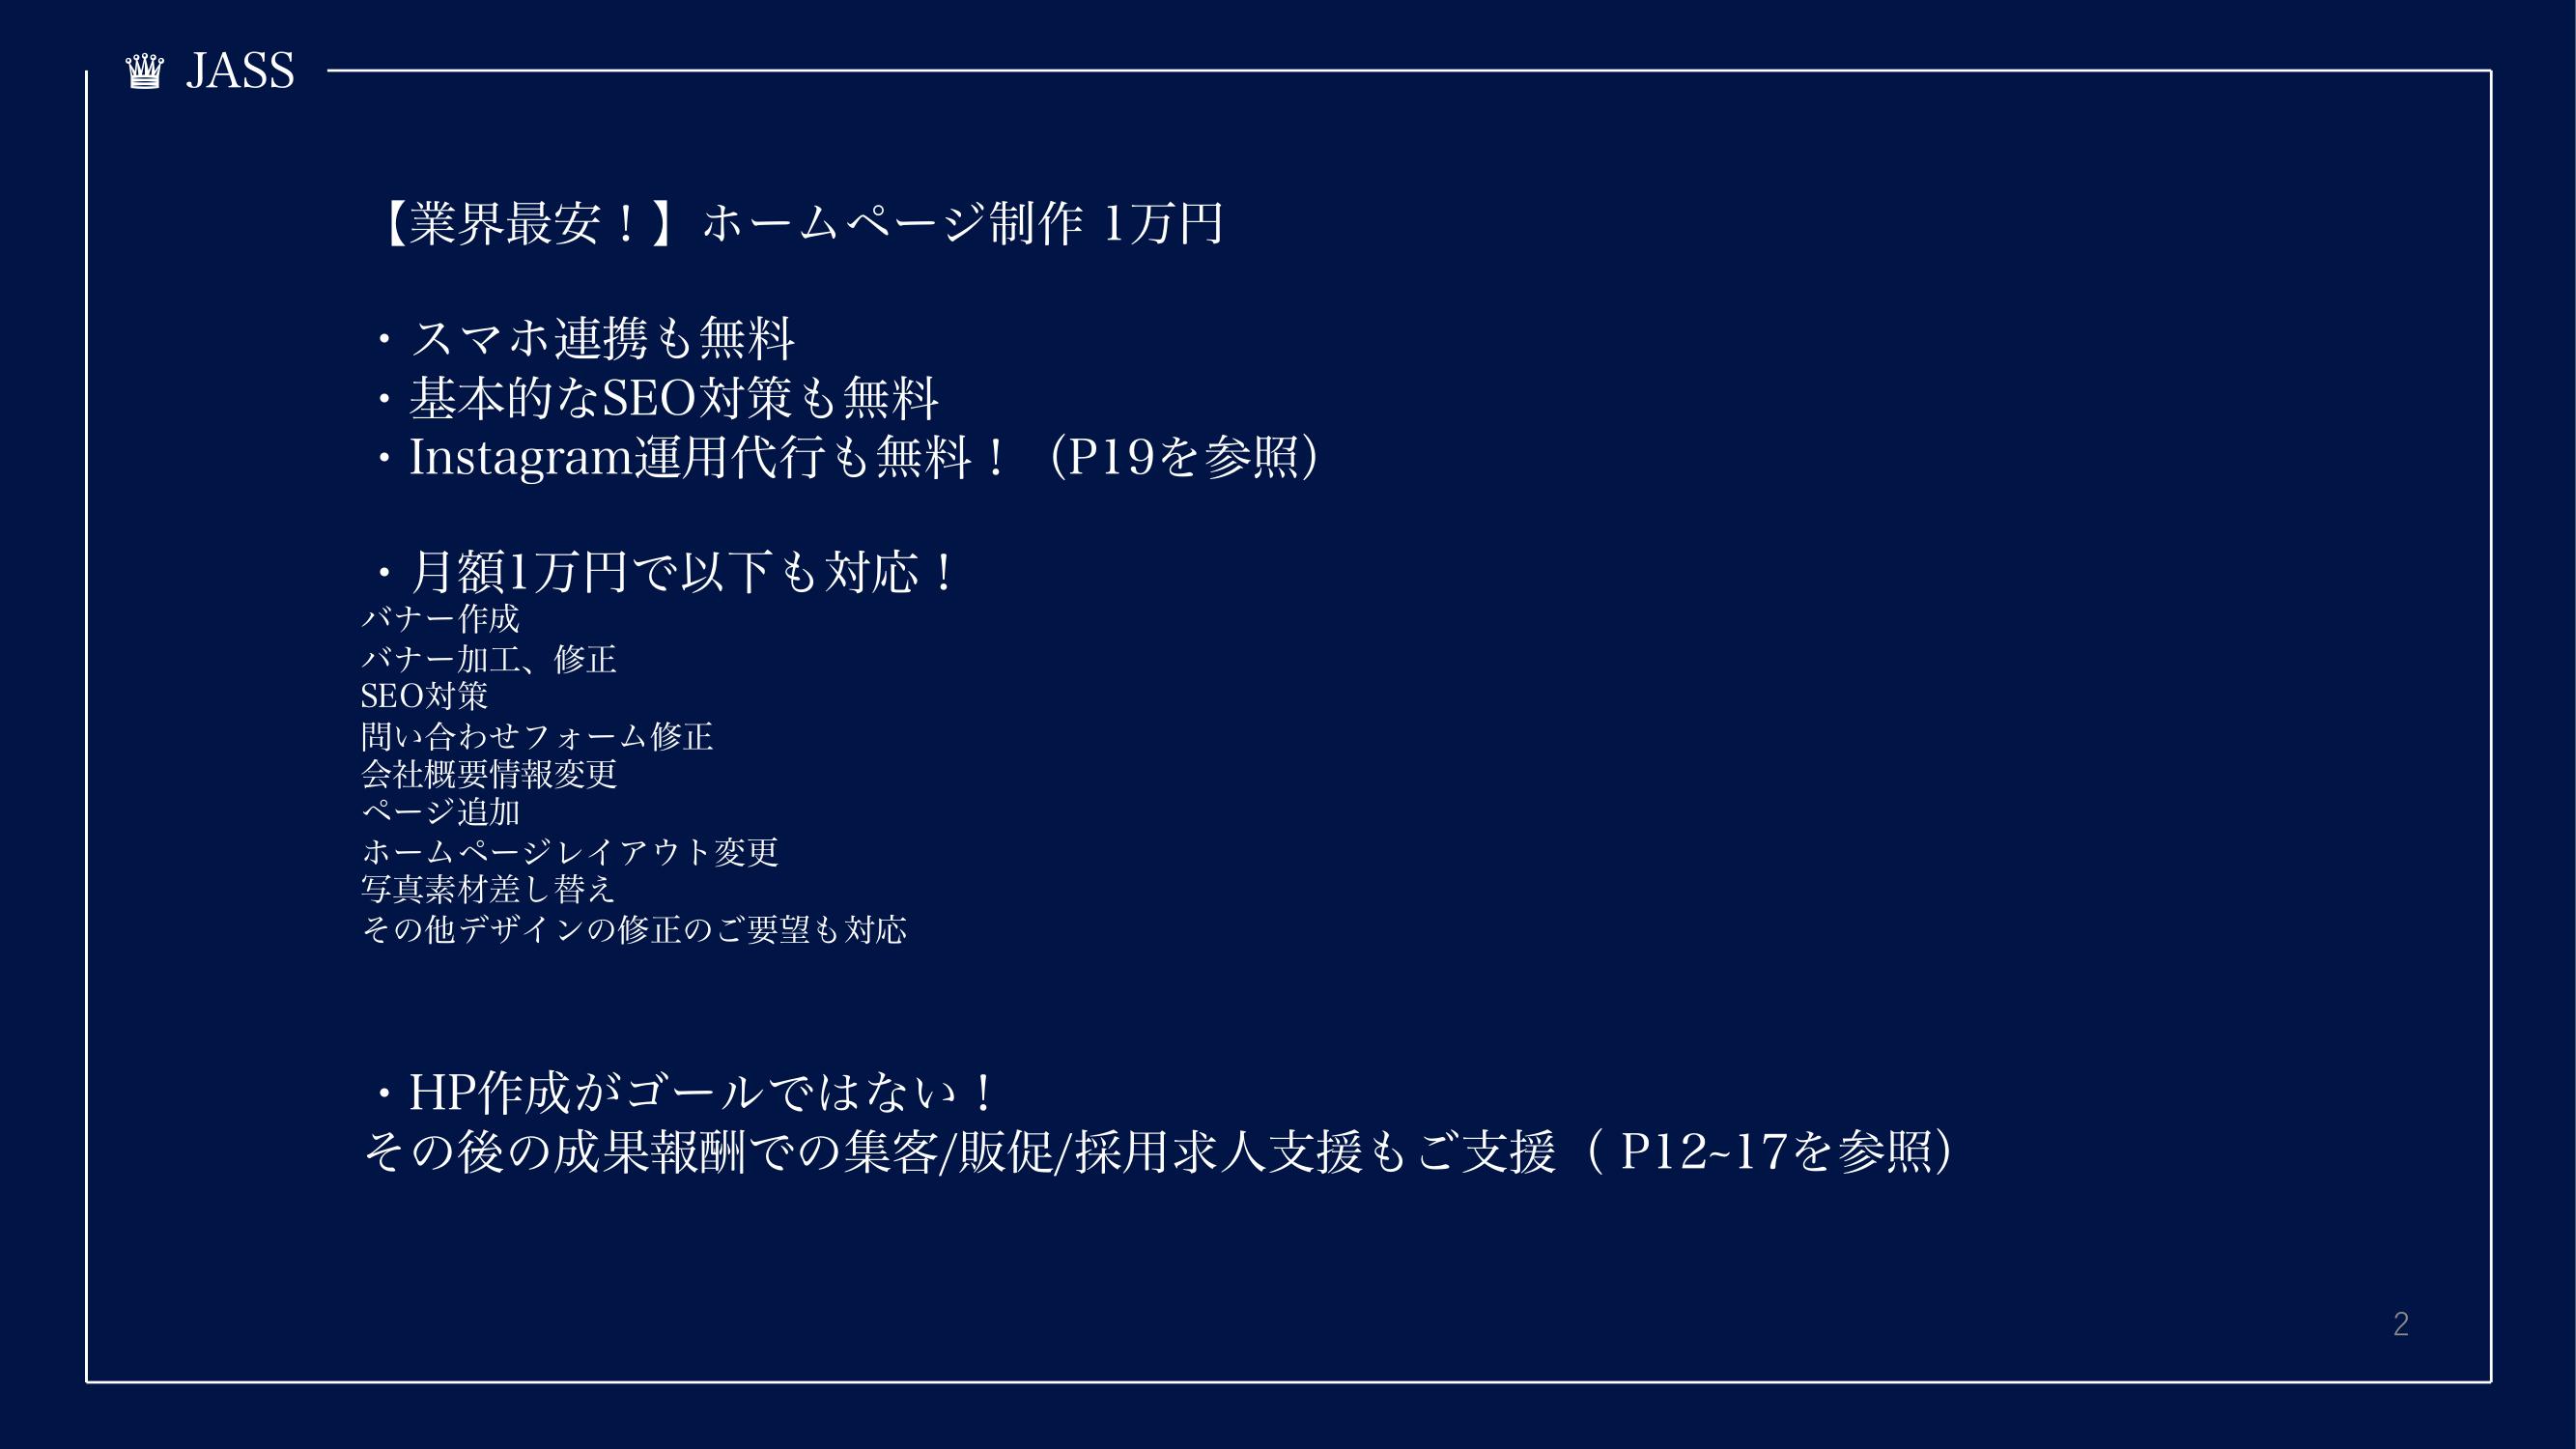 ♛ JASS
【業界最安！】ホームページ制作 1万円
・スマホ連携も無料
・基本的なSEO対策も無料
・Instagram運用代行も無料！（P19を参照）
・月額1万円で以下も対応！
バナー作成
バナー加工、修正
SEO対策
問い合わせフォーム修正
会社概要情報変更
ページ追加
ホームページレイアウト変更
写真素材差し替え
その他デザインの修正のご要望も対応
・HP作成がゴールではない！
その後の成果報酬での集客/販促/採用求人支援もご支援（ P12~17を参照）
2